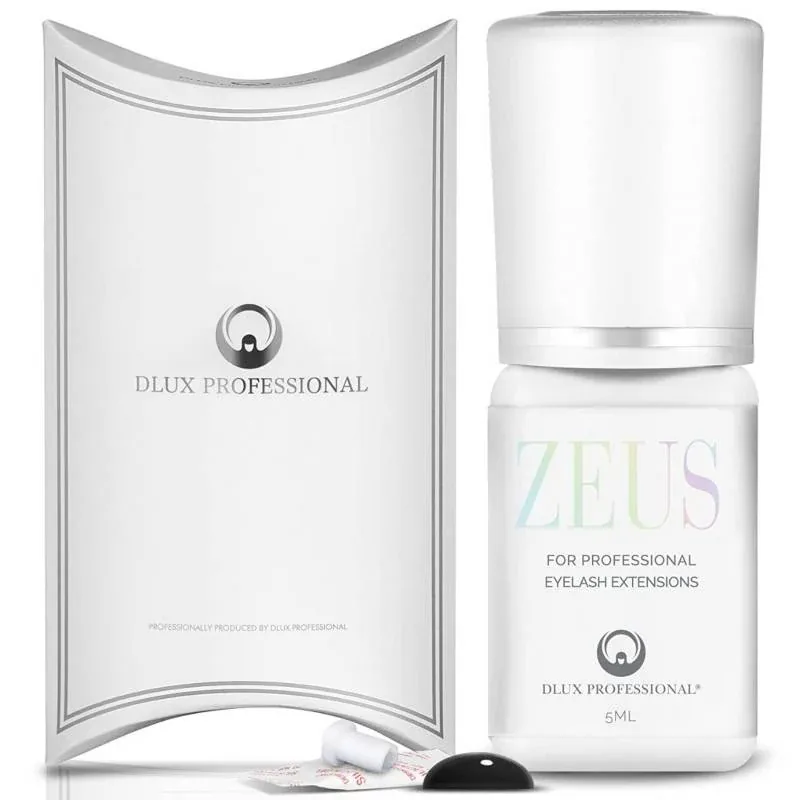 DLUX PROFESSIONAL
PROFESSIONALLY PRODUCED BY DLUX PROFESSIONAL
ZEUS
FOR PROFESSIONAL
EYELASH EXTENSIONS
DLUX PROFESSIONAL®
5ML